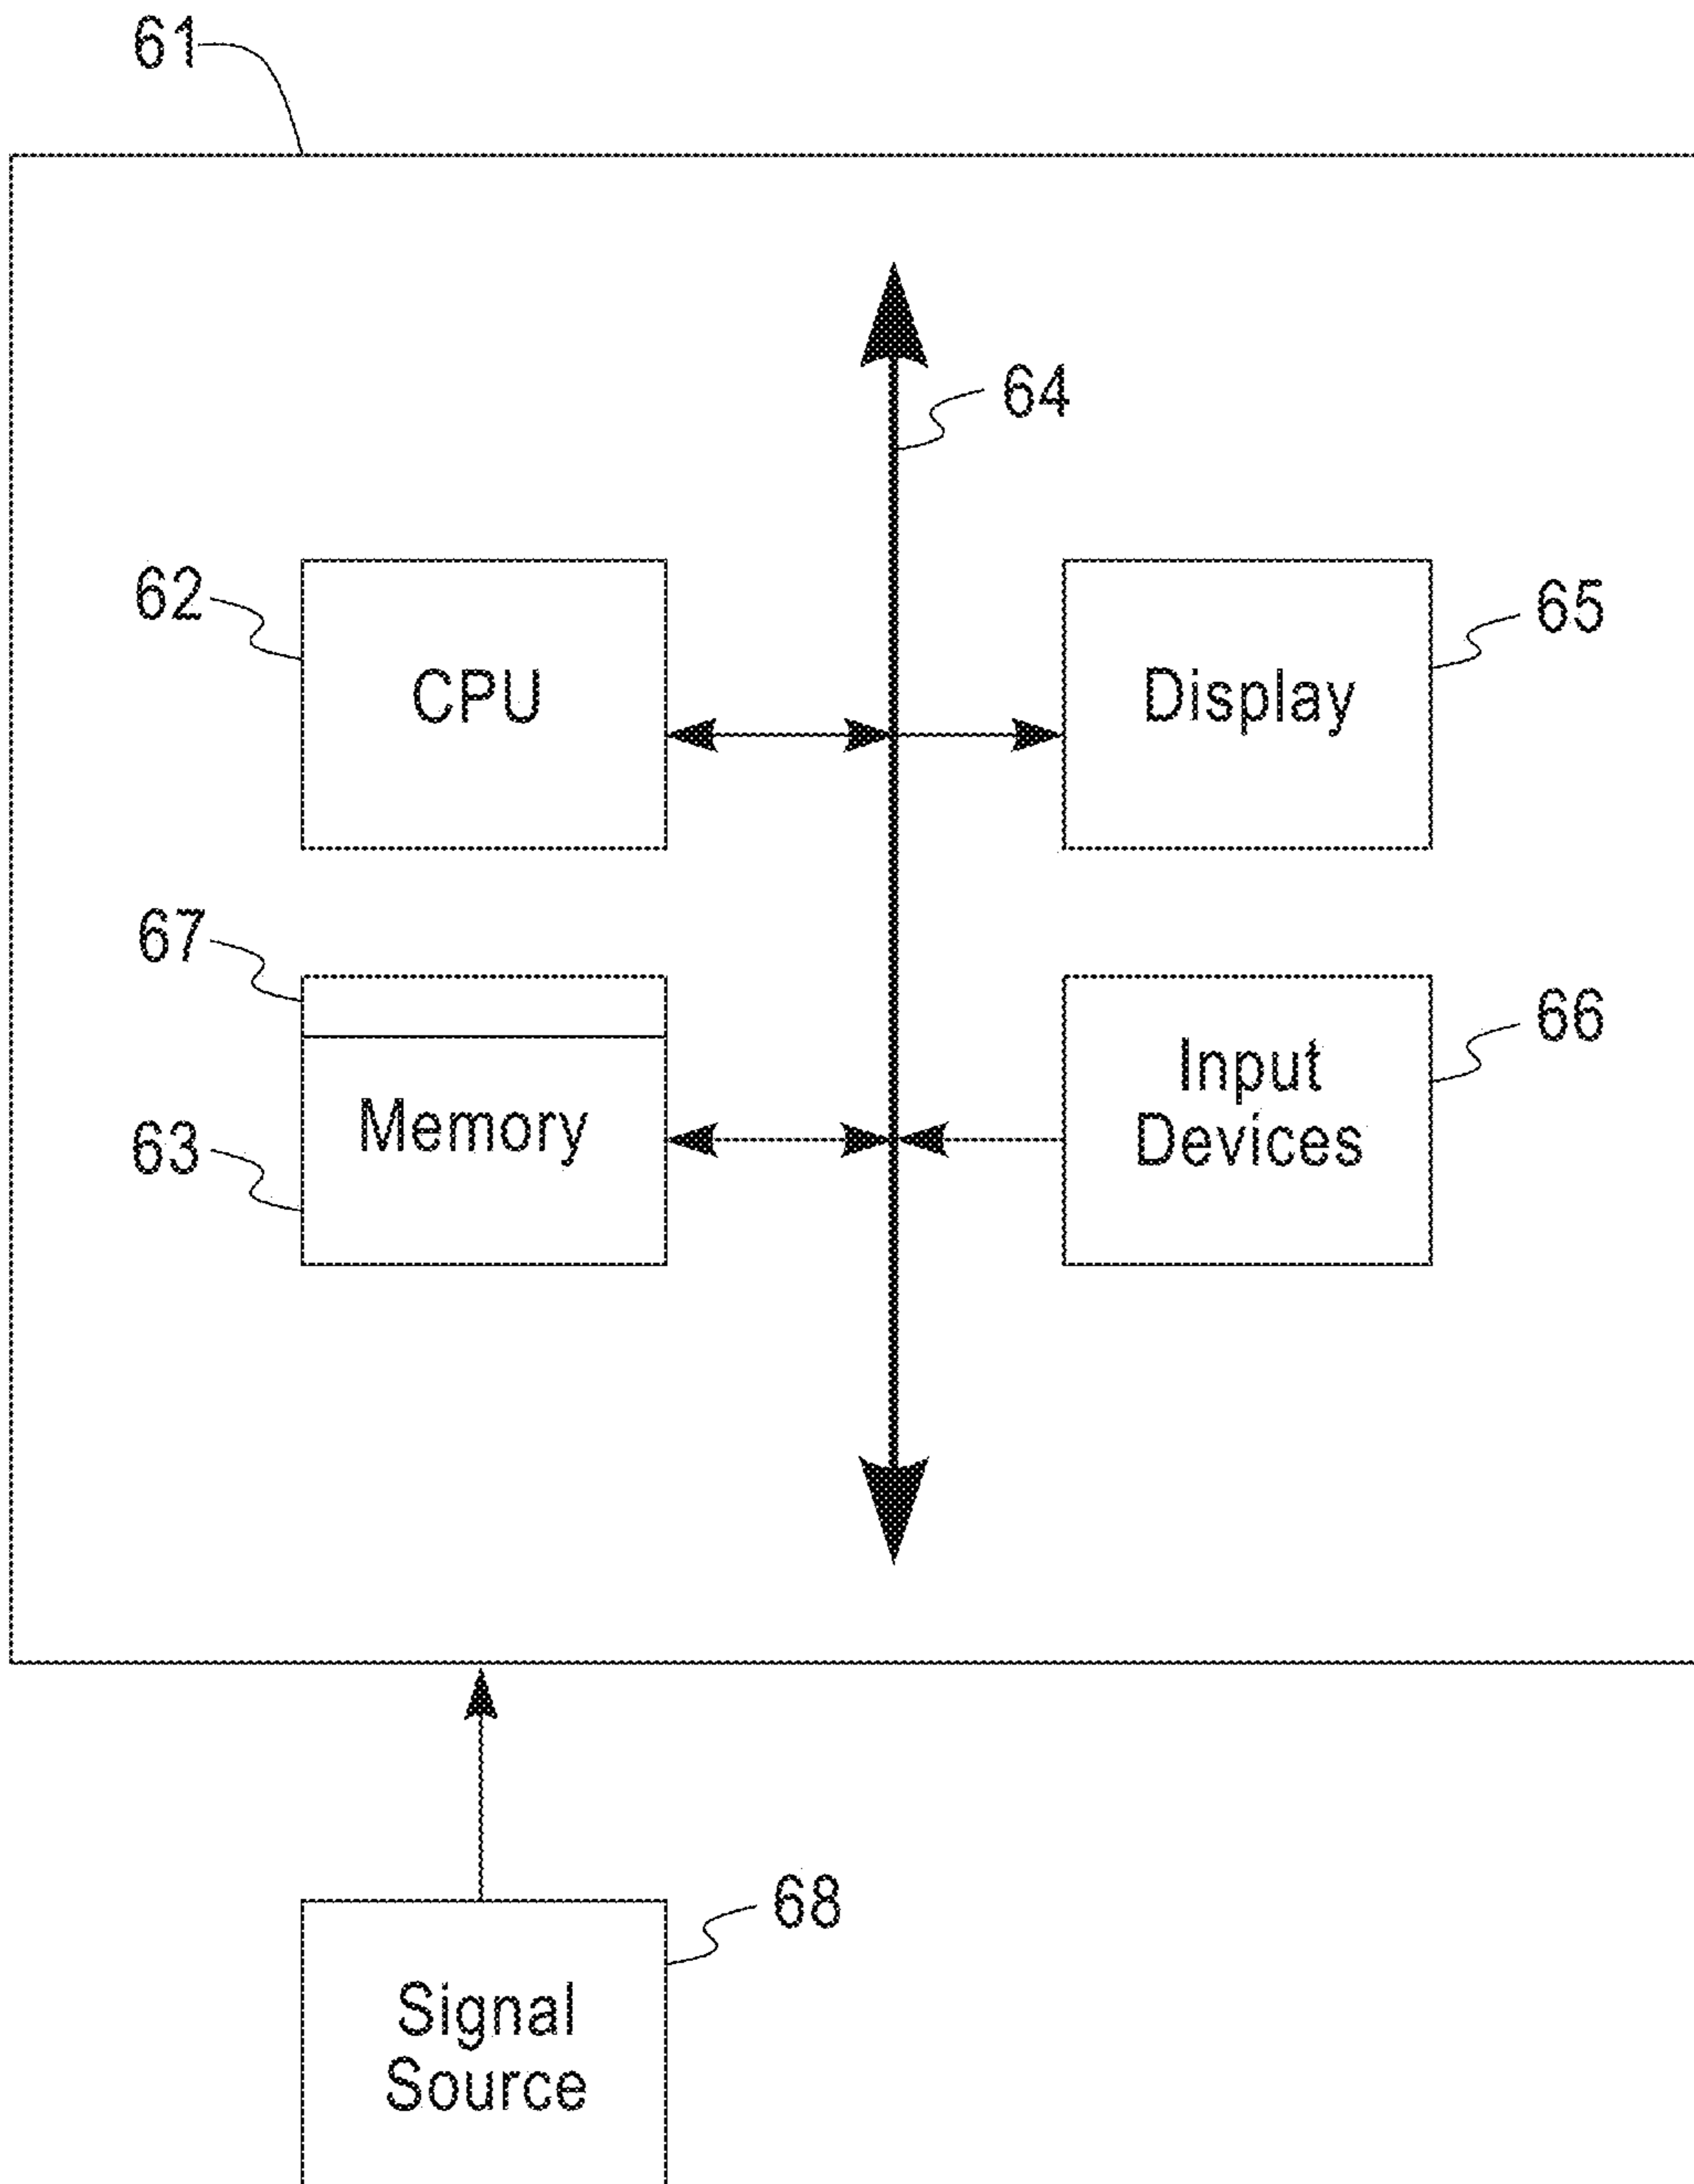 61
64
62
CPU
Display
65
67
Memory
63
Input
Devices
66
68
Signal
Source